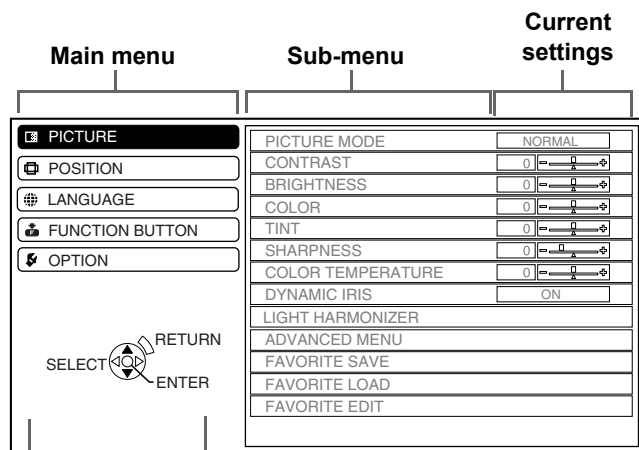 Main menu
Sub-menu
Current
settings
PICTURE
POSITION
LANGUAGE
FUNCTION BUTTON
OPTION
RETURN
SELECT
ENTER
PICTURE MODE NORMAL
CONTRAST 0
BRIGHTNESS 0
COLOR 0
TINT 0
SHARPNESS 0
COLOR TEMPERATURE 0
DYNAMIC IRIS ON
LIGHT HARMONIZER
ADVANCED MENU
FAVORITE SAVE
FAVORITE LOAD
FAVORITE EDIT